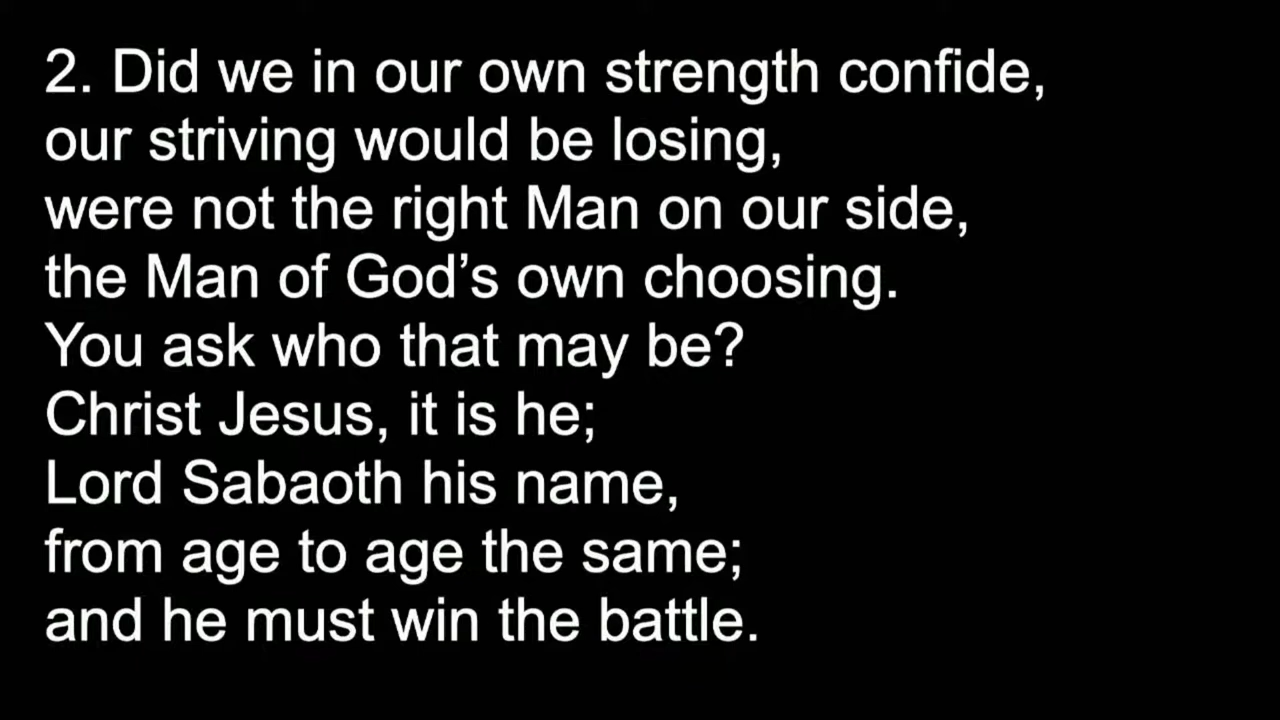 2. Did we in our own strength confide,
our striving would be losing,
were not the right Man on our side,
the Man of God’s own choosing.
You ask who that may be?
Christ Jesus, it is he;
Lord Sabaoth his name,
from age to age the same;
and he must win the battle.